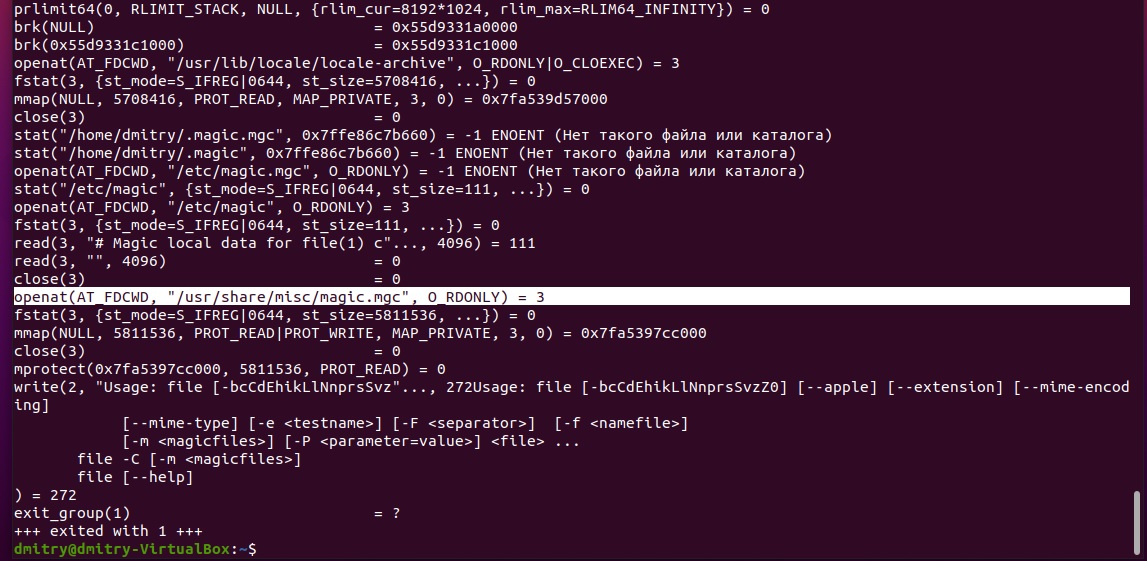 prlimit64(0, RLIMIT_STACK, NULL, {rlim_cur=8192*1024, rlim_max=RLIM64_INFINITY}) = 0
brk(NULL)                               = 0x55d9331a0000
brk(0x55d9331c1000)                     = 0x55d9331c1000
openat(AT_FDCWD, "/usr/lib/locale/locale-archive", O_RDONLY|O_CLOEXEC) = 3
fstat(3, {st_mode=S_IFREG|0644, st_size=5708416, ...}) = 0
mmap(NULL, 5708416, PROT_READ, MAP_PRIVATE, 3, 0) = 0x7fa539d57000
close(3)                                = 0
stat("/home/dmitry/.magic.mgc", 0x7ffe86c7b660) = -1 ENOENT (Нет такого файла или каталога)
stat("/home/dmitry/.magic", 0x7ffe86c7b660) = -1 ENOENT (Нет такого файла или каталога)
openat(AT_FDCWD, "/etc/magic.mgc", O_RDONLY) = -1 ENOENT (Нет такого файла или каталога)
stat("/etc/magic", {st_mode=S_IFREG|0644, st_size=111, ...}) = 0
openat(AT_FDCWD, "/etc/magic", O_RDONLY) = 3
fstat(3, {st_mode=S_IFREG|0644, st_size=111, ...}) = 0
read(3, "# Magic local data for file(1) c"..., 4096) = 111
read(3, "", 4096)                       = 0
close(3)                                = 0
openat(AT_FDCWD, "/usr/share/misc/magic.mgc", O_RDONLY) = 3
fstat(3, {st_mode=S_IFREG|0644, st_size=5811536, ...}) = 0
mmap(NULL, 5811536, PROT_READ|PROT_WRITE, MAP_PRIVATE, 3, 0) = 0x7fa5397cc000
close(3)                                = 0
mprotect(0x7fa5397cc000, 5811536, PROT_READ) = 0
write(2, "Usage: file [-bcCdEhikLlNnprsSvz"..., 272Usage: file [-bcCdEhikLlNnprsSvzZ0] [--apple] [--extension] [--mime-encod
ing]
            [--mime-type] [-e <testname>] [-F <separator>]  [-f <namefile>]
            [-m <magicfiles>] [-P <parameter=value>] <file> ...
       file -C [-m <magicfiles>]
       file [--help]
) = 272
exit_group(1)                           = ?
+++ exited with 1 +++
dmitry@dmitry-VirtualBox:~$